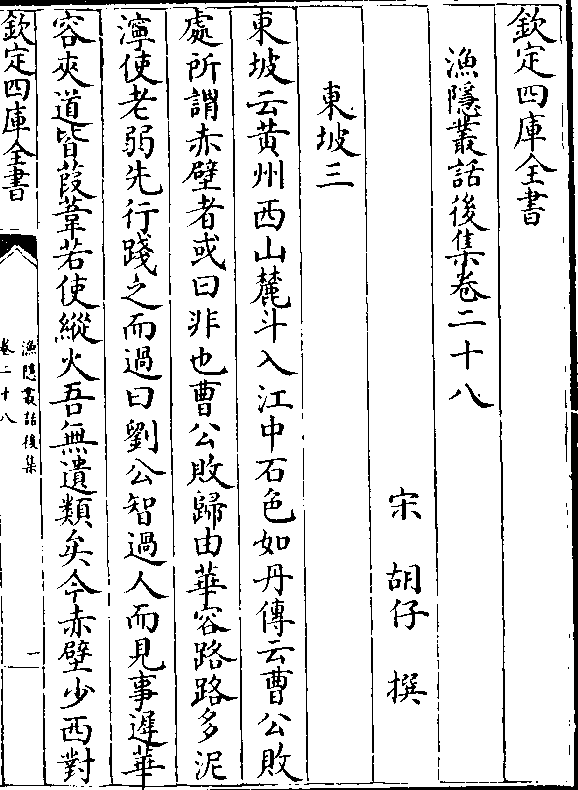 欽定四庫全書
漁隱叢話後集卷二十八
宋 胡仔 撰
東坡三
東坡云黃州西山麓斗入江中石色如丹傳云曹公敗
處所謂赤壁者或曰非也曹公敗歸由華容路路多泥
濘使老弱先行踐之而過曰劉公智過人而見事遲華
容夾道皆葭葦若使縱火吾無遺類矣今赤壁少西對
欽定四庫全書
漁隱叢話後集
卷二十八
一